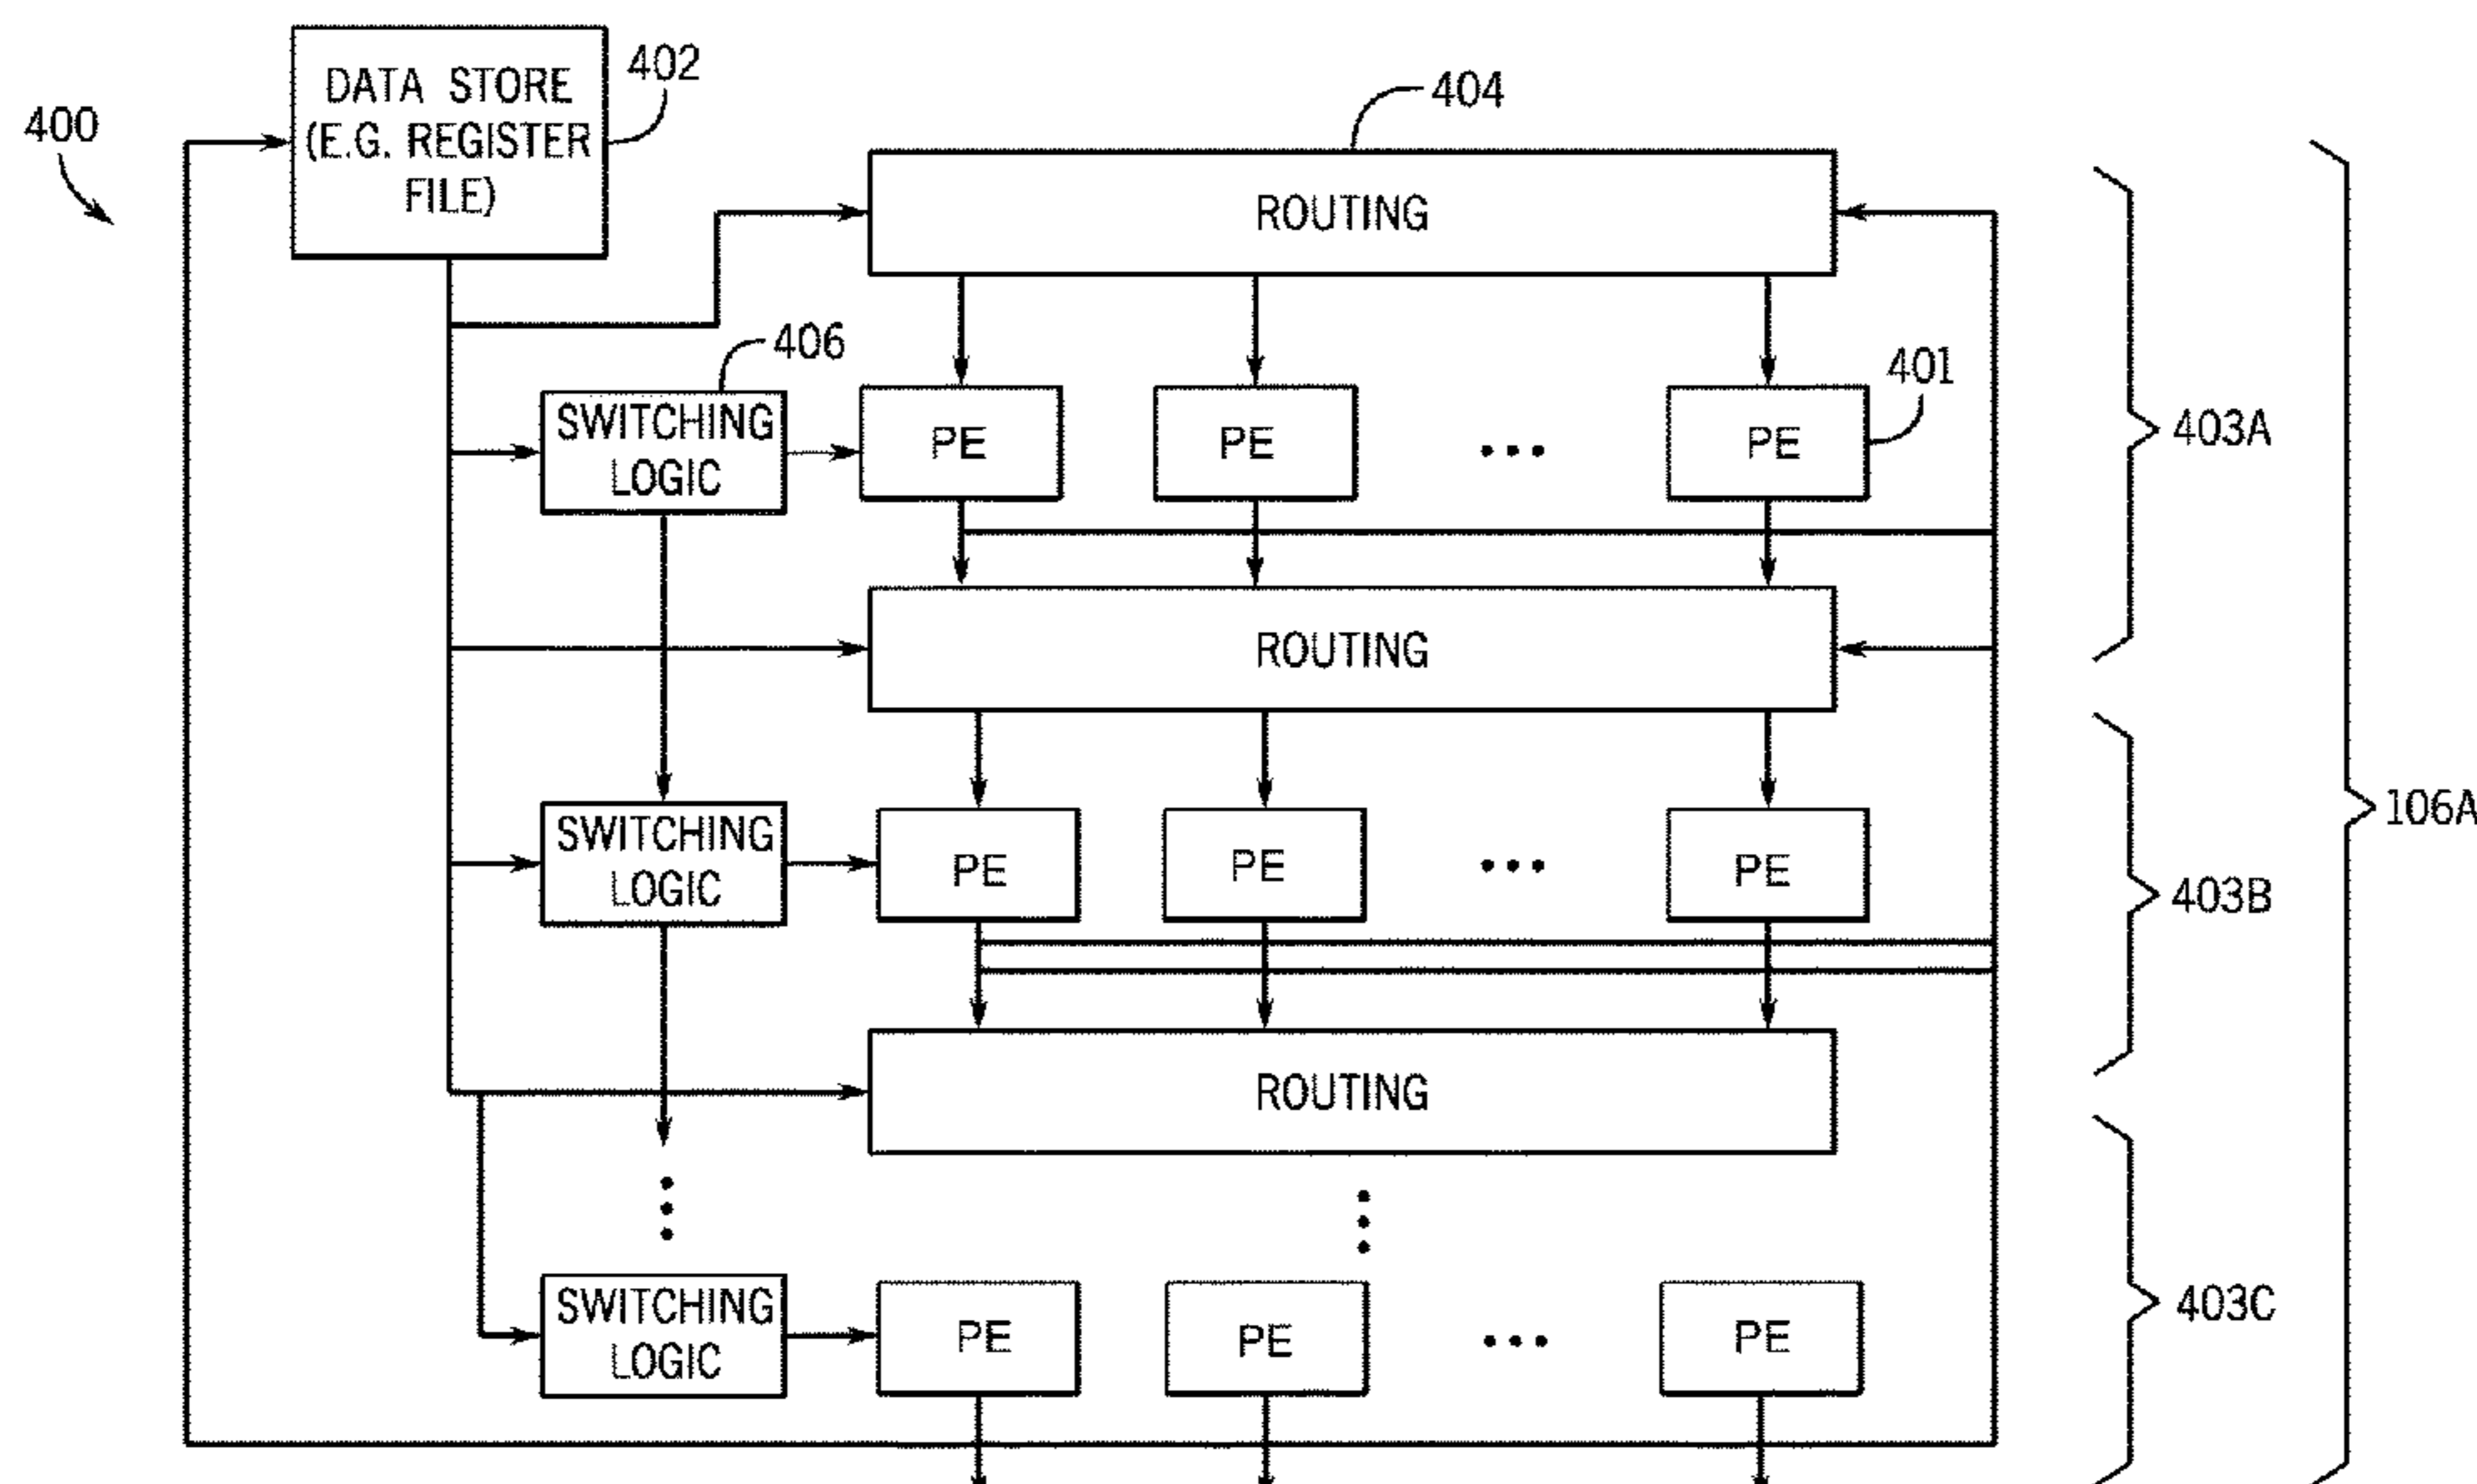 400
DATA STORE
(E.G. REGISTER
FILE)
402
404
ROUTING
406
SWITCHING
LOGIC
PE
PE
...
PE
401
403A
ROUTING
SWITCHING
LOGIC
PE
PE
...
PE
403B
106A
ROUTING
SWITCHING
LOGIC
PE
PE
...
PE
403C